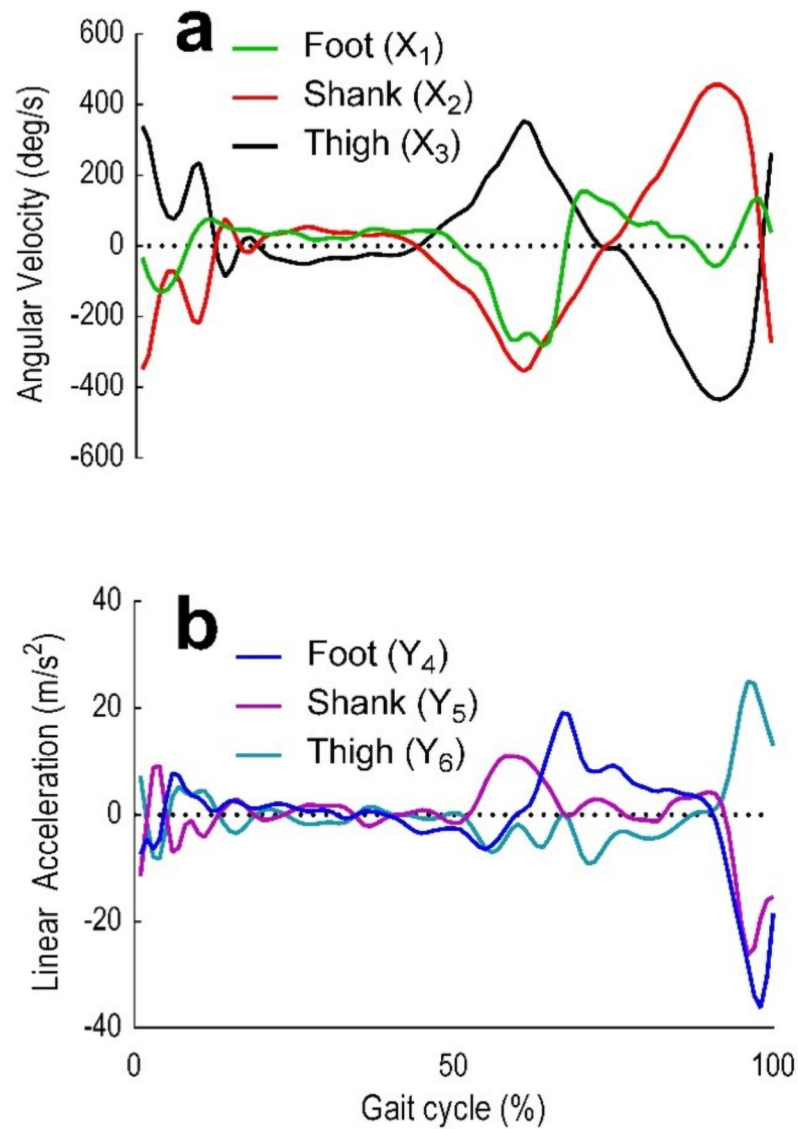 a
600
400
200
0
-200
-400
-600
Angular Velocity (deg/s)
Foot (X₁)
Shank (X₂)
Thigh (X₃)
b
40
20
0
-20
-40
Linear Acceleration (m/s²)
Foot (Y₄)
Shank (Y₅)
Thigh (Y₆)
0 50 100
Gait cycle (%)